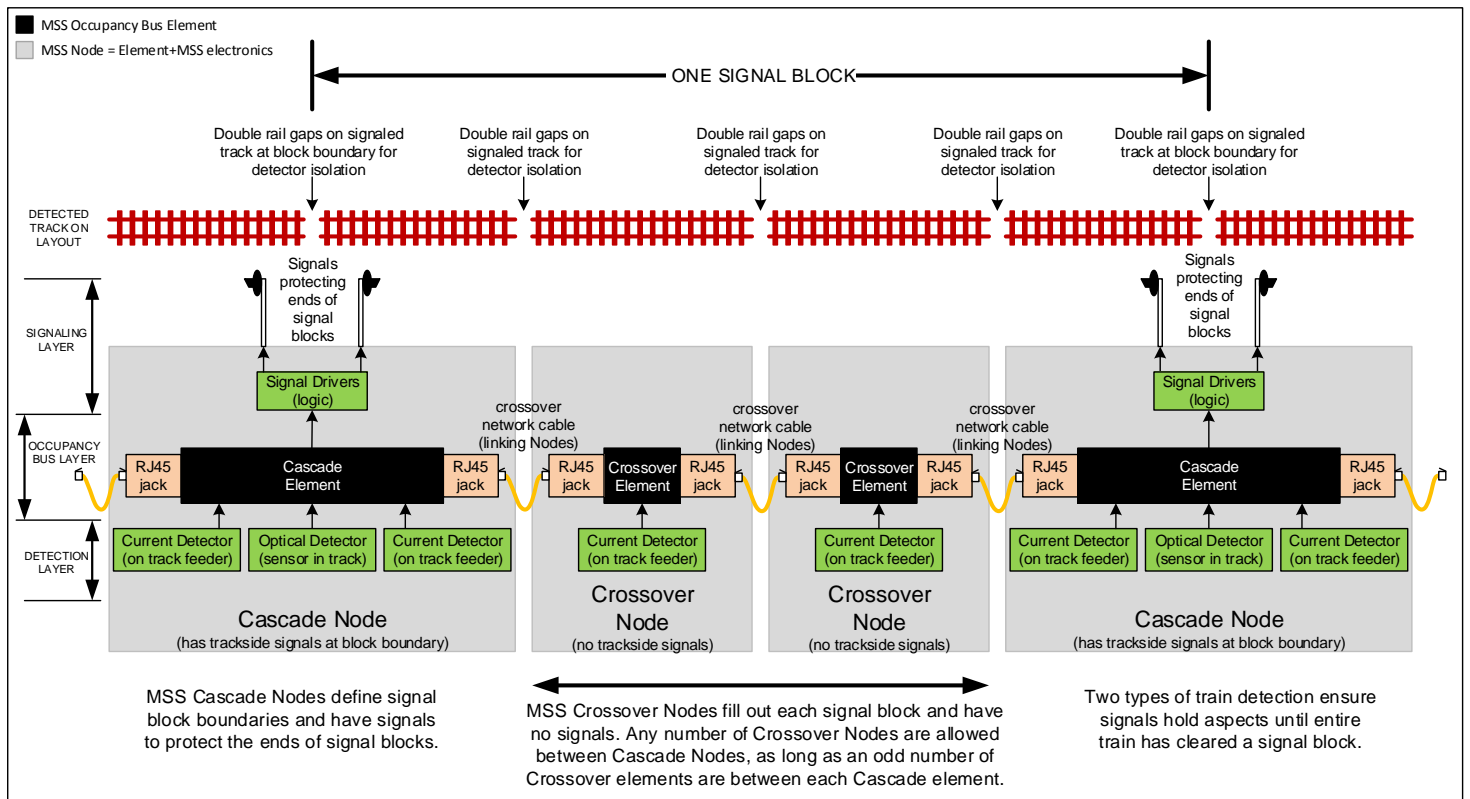 MSS Occupancy Bus Element
MSS Node = Element+MSS electronics
ONE SIGNAL BLOCK
Double rail gaps on signaled
track at block boundary for
detector isolation
Double rail gaps on
signaled track for
detector isolation
Double rail gaps on
signaled track for
detector isolation
Double rail gaps on
signaled track for
detector isolation
Double rail gaps on signaled
track at block boundary for
detector isolation
DETECTED
TRACK ON
LAYOUT
SIGNALING
LAYER
OCCUPANCY
BUS LAYER
DETECTION
LAYER
Signals
protecting
ends of
signal
blocks
Signal Drivers
(logic)
RJ45
jack
Cascade
Element
RJ45
jack
Current Detector
(on track feeder)
Optical Detector
(sensor in track)
Current Detector
(on track feeder)
Cascade Node
(has trackside signals at block boundary)
crossover
network cable
(linking Nodes)
RJ45
jack
Crossover
Element
RJ45
jack
Current Detector
(on track feeder)
Crossover
Node
(no trackside signals)
crossover
network cable
(linking Nodes)
RJ45
jack
Crossover
Element
RJ45
jack
Current Detector
(on track feeder)
Crossover
Node
(no trackside signals)
crossover
network cable
(linking Nodes)
Signals
protecting
ends of
signal
blocks
Signal Drivers
(logic)
RJ45
jack
Cascade
Element
RJ45
jack
Current Detector
(on track feeder)
Optical Detector
(sensor in track)
Current Detector
(on track feeder)
Cascade Node
(has trackside signals at block boundary)
MSS Cascade Nodes define signal
block boundaries and have signals
to protect the ends of signal blocks.
MSS Crossover Nodes fill out each signal block and have
no signals. Any number of Crossover Nodes are allowed
between Cascade Nodes, as long as an odd number of
Crossover elements are between each Cascade element.
Two types of train detection ensure
signals hold aspects until entire
train has cleared a signal block.